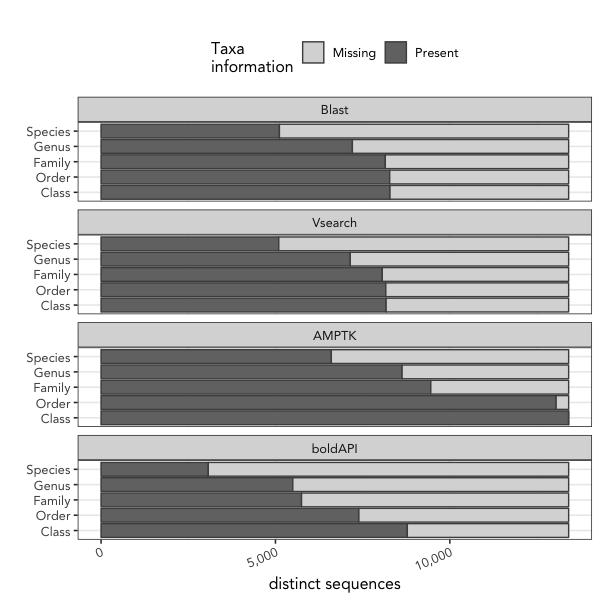 Taxa
information
Missing
Present
Blast
Species
Genus
Family
Order
Class
Vsearch
Species
Genus
Family
Order
Class
AMPTK
Species
Genus
Family
Order
Class
boldAPI
Species
Genus
Family
Order
Class
0
5,000
10,000
distinct sequences